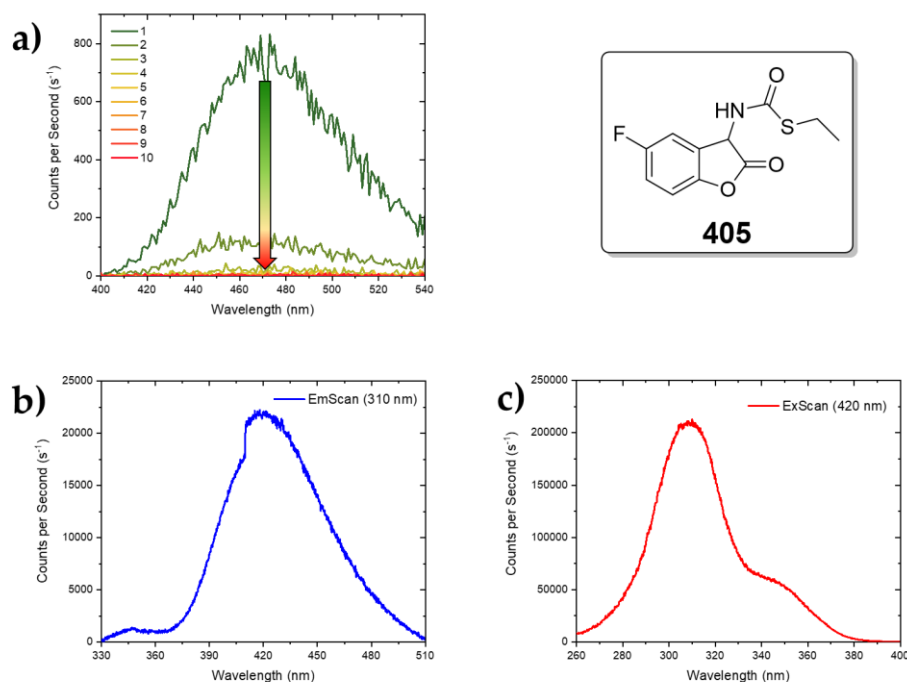 a)
Counts per Second (s⁻¹)
800
600
400
200
0
1
2
3
4
5
6
7
8
9
10
400 420 440 460 480 500 520 540
Wavelength (nm)
F
NH
O
S
O
O
405
b)
Counts per Second (s⁻¹)
25000
20000
15000
10000
5000
0
EmScan (310 nm)
330 360 390 420 450 480 510
Wavelength (nm)
c)
Counts per Second (s⁻¹)
250000
200000
150000
100000
50000
0
ExScan (420 nm)
260 280 300 320 340 360 380 400
Wavelength (nm)